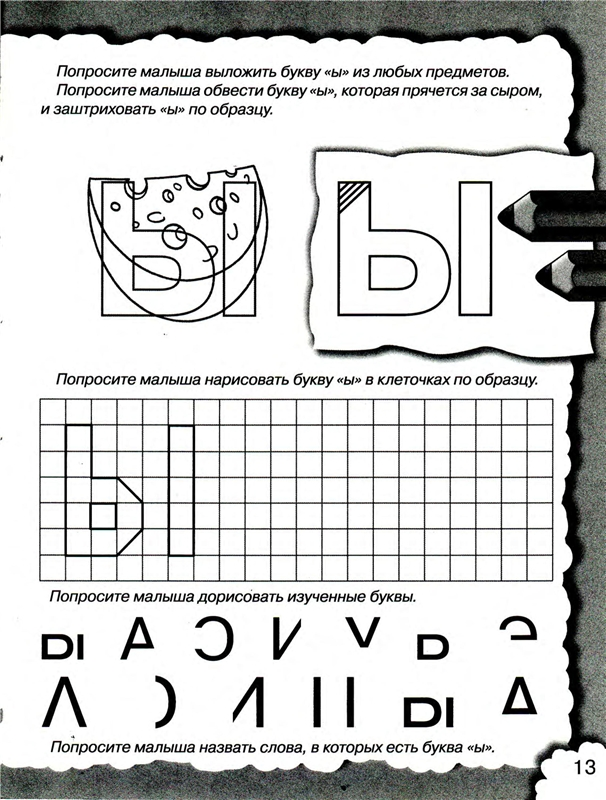 Попросите малыша выложить букву «ы» из любых предметов.
Попросите малыша обвести букву «ы», которая прячется за сыром,
и заштриховать «ы» по образцу.
Ы Ы
Попросите малыша нарисовать букву «ы» в клеточках по образцу.
Ы
Попросите малыша дорисовать изученные буквы.
Попросите малыша назвать слова, в которых есть буква «ы».
13